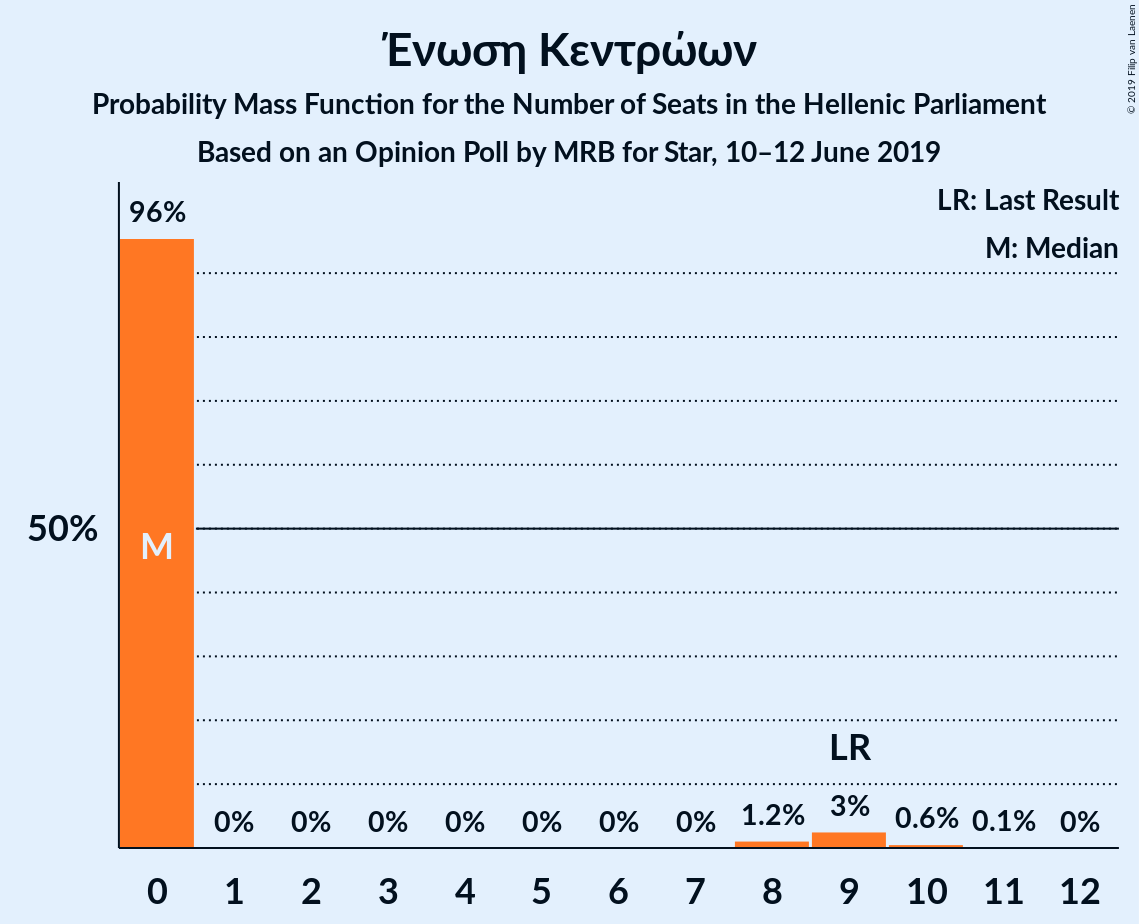 Ένωση Κεντρώων
Probability Mass Function for the Number of Seats in the Hellenic Parliament
Based on an Opinion Poll by MRB for Star, 10–12 June 2019
© 2019 Filip van Laenen
LR: Last Result
M: Median
96%
50%
M
LR
0% 0% 0% 0% 0% 0% 0% 1.2% 3% 0.6% 0.1% 0%
0 1 2 3 4 5 6 7 8 9 10 11 12